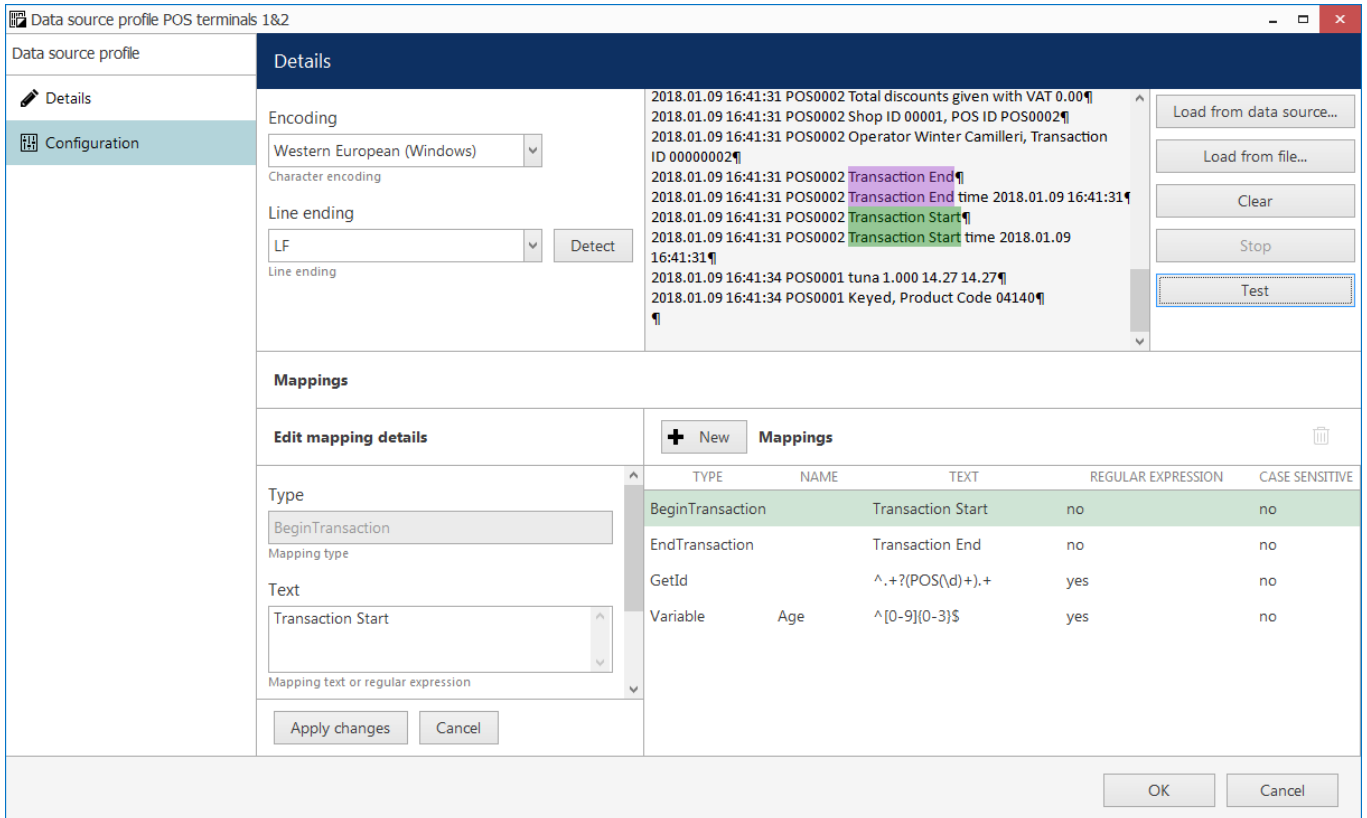 Data source profile POS terminals 1&2
Data source profile
Details
Configuration
Details
Encoding
Western European (Windows)
Character encoding
Line ending
LF
Detect
Line ending
2018.01.09 16:41:31 POS0002 Total discounts given with VAT 0.00¶
2018.01.09 16:41:31 POS0002 Shop ID 00001, POS ID POS0002¶
2018.01.09 16:41:31 POS0002 Operator Winter Camilleri, Transaction
ID 00000002¶
2018.01.09 16:41:31 POS0002 Transaction End¶
2018.01.09 16:41:31 POS0002 Transaction End time 2018.01.09 16:41:31¶
2018.01.09 16:41:31 POS0002 Transaction Start¶
2018.01.09 16:41:31 POS0002 Transaction Start time 2018.01.09
16:41:31¶
2018.01.09 16:41:34 POS0001 tuna 1.000 14.27 14.27¶
2018.01.09 16:41:34 POS0001 Keyed, Product Code 04140¶
¶
Load from data source...
Load from file...
Clear
Stop
Test
Mappings
Edit mapping details
Type
BeginTransaction
Mapping type
Text
Transaction Start
Mapping text or regular expression
Apply changes Cancel
New Mappings
TYPE NAME TEXT REGULAR EXPRESSION CASE SENSITIVE
BeginTransaction Transaction Start no no
EndTransaction Transaction End no no
GetId ^.+?(POS(\d)+).+ yes no
Variable Age ^[0-9]{0-3}$ yes no
OK Cancel